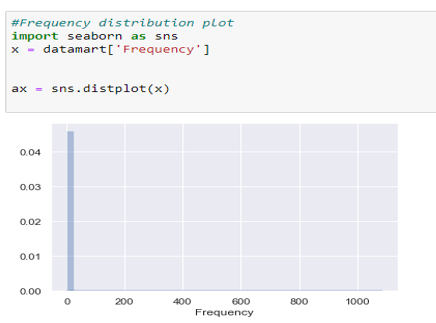 #Frequency distribution plot
import seaborn as sns
x = datamart['Frequency']
ax = sns.distplot(x)
0.04
0.03
0.02
0.01
0.00
0 200 400 600 800 1000
Frequency